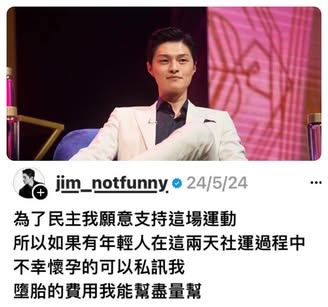 jim_notfunny 24/5/24
為了民主我願意支持這場運動
所以如果有年輕人在這兩天社運過程中
不幸懷孕的可以私訊我
墮胎的費用我能幫盡量幫